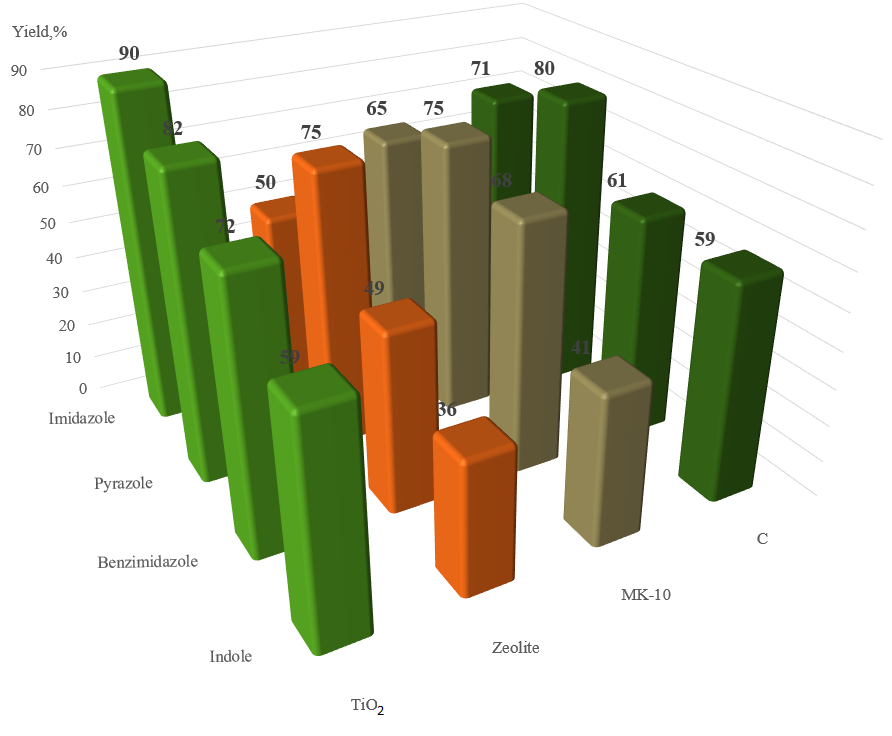 Yield,%
90
80
70
60
50
40
30
20
10
0
90
82
72
59
50
75
49
36
65
75
68
41
71
80
61
59
Imidazole
Pyrazole
Benzimidazole
Indole
TiO2
Zeolite
MK-10
C